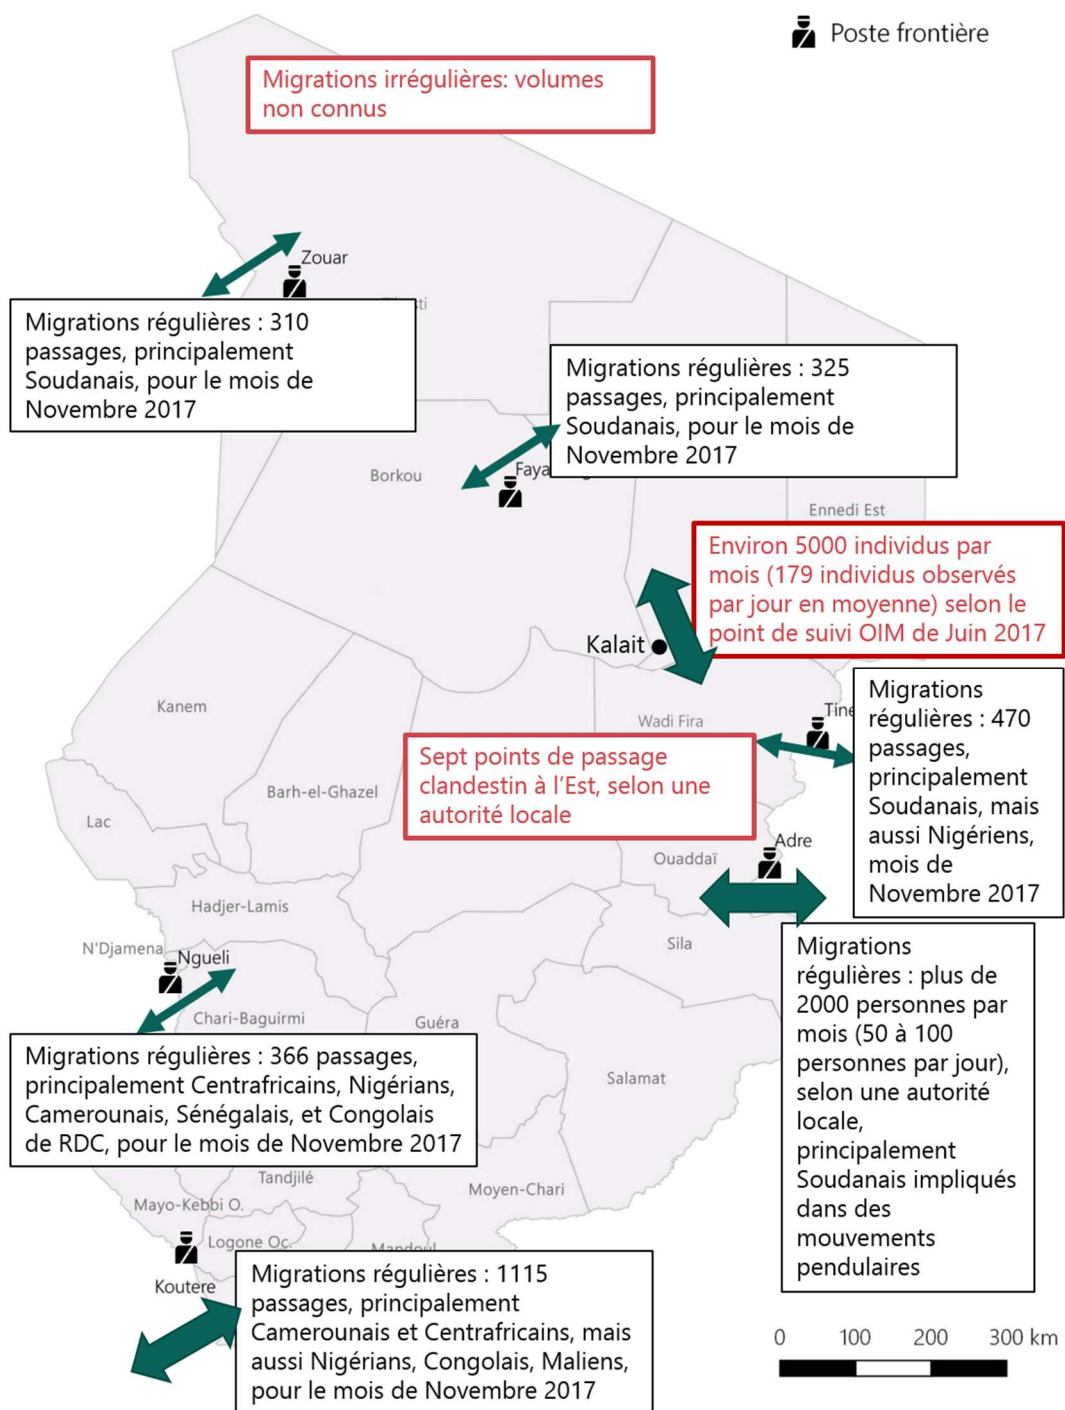 Poste frontière
Migrations irrégulières: volumes
non connus
Zouar
Migrations régulières : 310
passages, principalement
Soudanais, pour le mois de
Novembre 2017
Migrations régulières : 325
passages, principalement
Soudanais, pour le mois de
Novembre 2017
Borkou
Ennedi Est
Environ 5000 individus par
mois (179 individus observés
par jour en moyenne) selon le
point de suivi OIM de Juin 2017
Kalait
Kanem
Wadi Fira
Tine
Migrations
régulières : 470
passages,
principalement
Soudanais, mais
aussi Nigériens,
mois de
Novembre 2017
Sept points de passage
clandestin à l’Est, selon une
autorité locale
Barh-el-Ghazel
Lac
Adre
Ouaddaï
Hadjer-Lamis
N'Djamena
Ngueli
Sila
Chari-Baguirmi
Guéra
Migrations
régulières : plus de
2000 personnes par
mois (50 à 100
personnes par jour),
selon une autorité
locale,
principalement
Soudanais impliqués
dans des
mouvements
pendulaires
Migrations régulières : 366 passages,
principalement Centrafricains, Nigérians,
Camerounais, Sénégalais, et Congolais
de RDC, pour le mois de Novembre 2017
Salamat
Tandjilé
Moyen-Chari
Mayo-Kebbi O.
Logone Oc.
Mandoul
Koutere
Migrations régulières : 1115
passages, principalement
Camerounais et Centrafricains, mais
aussi Nigérians, Congolais, Maliens,
pour le mois de Novembre 2017
0 100 200 300 km